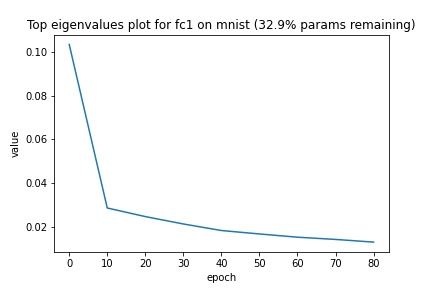 Top eigenvalues plot for fc1 on mnist (32.9% params remaining)
0.10
0.08
0.06
0.04
0.02
value
0 10 20 30 40 50 60 70 80
epoch